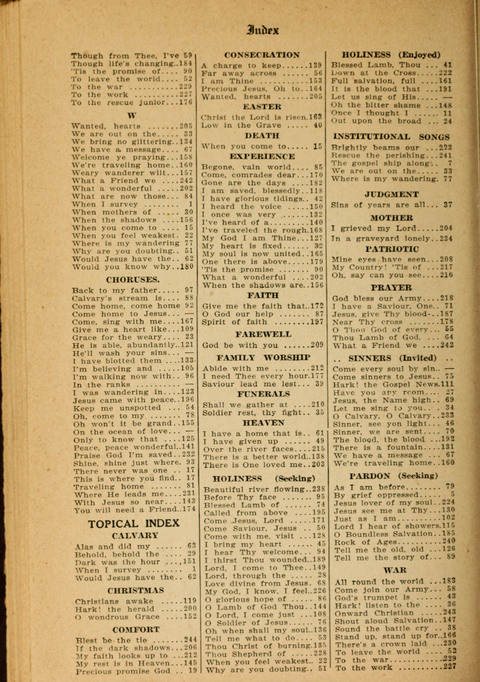 Index
Though from Thee, I've 59
Though life's changing..184
'Tis the promise of.... 90
To leave the world .... 52
To the war ..........229
To the work ..........227
To the rescue junior...176
W
Wanted, hearts ........205
We are out on the..... 33
We bring no glittering..134
We have a message.... 67
Welcome ye praying....158
We're traveling home..160
Weary wanderer wilt...157
What a Friend we ....242
What a wonderful ....202
What are now those... 84
When I survey ........ 1
When mothers of ..... 30
When the shadows ...156
When you come to .... 15
When you feel weakest. 22
Where is my wandering 77
Why are you doubting.. 51
Would Jesus have the.. 62
Would you know why..180
CHORUSES.
Back to my father..... 97
Calvary's stream is.... 88
Come home, come home 92
Come home to Jesus... —
Come, sing with me....167
Give me a heart like...109
Grace for the weary ... 23
He is able, abundantly.121
He'll wash your sins... —
I have blotted them ...123
I'm believing and .....105
I'm walking now with.. 96
In the ranks ......... —
I was wandering in....123
Jesus came with peace.196
Keep me unspotted .... 54
Oh, come to my ...... 78
Oh won't it be grand..155
On the ocean of love... —
Only to know that ....125
Peace, peace wonderful.141
Praise God I'm saved..232
Shine, shine just where. 93
There never was one .. 17
This is where you find.. 17
Traveling home ....... 81
Where He leads me....231
With Jesus so near....143
You will need a Friend.174
TOPICAL INDEX
CALVARY
Alas and did my ...... 63
Behold, behold the ... 29
Dark was the hour ...151
When I survey ....... 1
Would Jesus have the.. 62
CHRISTMAS
Christians awake .....119
Hark! the herald .....200
O wondrous Grace ....152
COMFORT
Blest be the tie ......244
If the dark shadows...206
My faith looks up to ..212
My rest is in Heaven..145
Precious promise God .. 19
CONSECRATION
A charge to keep......139
Far away across ...... 56
I am Thine ..........153
Precious Jesus, Oh to..164
Wanted, hearts .......205
EASTER
Christ the Lord is risen.162
Low in the Grave ..... 40
DEATH
When you come to..... 15
EXPERIENCE
Begone, vain world.... 85
Come, comrades dear..170
Gone are the days ....182
I am saved, blessedly..118
I have glorious tidings.. 42
I heard the voice ....150
I once was very ......132
I've heard of a........140
I've traveled the rough.168
My God I am Thine...127
My heart is fixed...... 32
My soul is now united..165
One there is above.....179
'Tis the promise ...... 90
What a wonderful ....202
When the shadows are..156
FAITH
Give me the faith that..172
O God our help ...... 87
Spirit of faith .......197
FAREWELL
God be with you ......209
FAMILY WORSHIP
Abide with me .......212
I need Thee every hour.177
Saviour lead me lest... 39
FUNERALS
Shall we gather at ....210
Soldier rest, thy fight.. 35
HEAVEN
I have a home that is.. 61
I have given up ...... 49
Over the river faces...215
There is a better world.138
There is One loved me..203
HOLINESS (Seeking)
Beautiful river flowing..238
Before Thy face ...... 95
Blessed Lamb of ...... 74
Called from above ....195
Come, Jesus, Lord ....171
Come Saviour, Jesus .. 50
Come with me, visit ..128
I bring my heart ..... 45
I hear Thy welcome... 94
I thirst Thou wounded.189
Lord, I come to Thee..149
Lord, through the .... 28
Love divine from Jesus. 68
My God, I know, I feel..226
O glorious hope of ... 86
O Lamb of God Thou..144
O Lord, I come just ...108
O Soldier of Jesus.... 76
Oh when shall my soul.136
Tell me what to do.... 53
Thou Christ of burning.135
Thou Shepherd of ....228
When you feel weakest. 22
Why are you doubting.. 51
HOLINESS (Enjoyed)
Blessed Lamb, Thou ... 41
Down at the Cross....222
Full salvation, full ....161
It is the blood that ...191
Let us sing of His..... —
Oh the bitter shame ..148
Once I thought I ..... 11
Out upon the broad ... 24
INSTITUTIONAL SONGS
Brightly beams our ...222
Rescue the perishing...241
The gospel ship along.. 7
We are out on the..... 33
Where is my wandering. 77
JUDGMENT
Sins of years are all... 37
MOTHER
I grieved my Lord....204
In a graveyard lonely..234
PATRIOTIC
Mine eyes have seen...208
My Country! 'Tis of ..217
Oh, say can you see...216
PRAYER
God bless our Army....218
I have a Saviour, One. 71
Jesus, give Thy blood..187
Near Thy cross .......178
O Thou God of every... 55
Thou Lamb of God.... 64
What a Friend we ....242
SINNERS (Invited)
Come every soul by sin.. —
Come sinners to Jesus.. 75
Hark! the Gospel News.111
Have you any room... 27
Jesus, the Name high.. 69
Let me sing to you.... 34
O Calvary, O Calvary..233
Sinner, see yon light .. 46
Sinner, we are sent ... 70
The blood, the blood ..192
There is a fountain....131
We have a message ... 67
We're traveling home..160
PARDON (Seeking)
As I am before....... 79
By grief oppressed .... 5
Jesus lover of my soul..224
Jesus see me at Thy...130
Just as I am.........102
Lord I hear of showers.115
O Boundless Salvation..185
Rock of Ages.........240
Tell me the old, old ...126
Tell me the story of... 89
WAR
All round the world ...183
Come join our Army... 58
God's trumpet is ..... 43
Hark! listen to the .... 36
Onward Christian .....243
Shout aloud Salvation..147
Sound the battle cry .. 38
Stand up, stand up for..166
There's a crown laid ..230
To leave the world ... 52
To the war...........229
To the work .........227